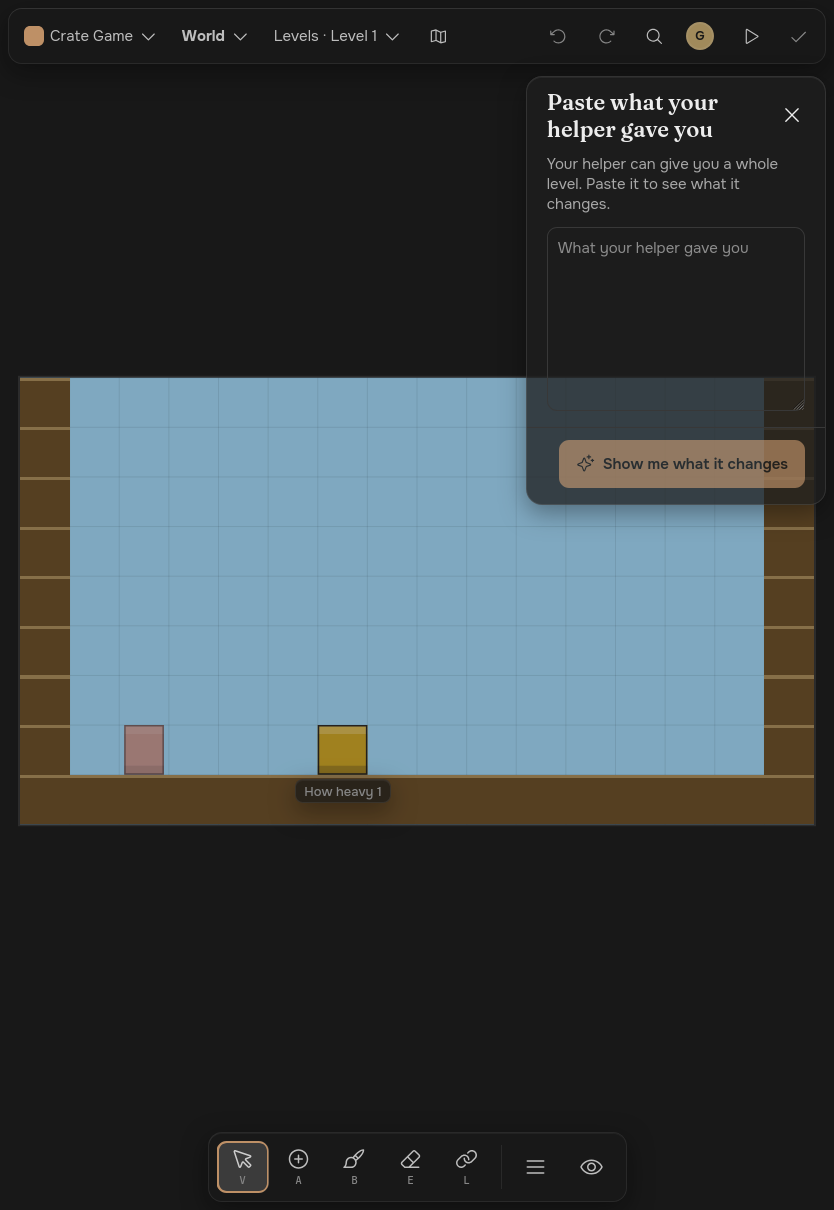 Crate Game
World
Levels · Level 1
G
Paste what your
helper gave you
Your helper can give you a whole
level. Paste it to see what it
changes.
What your helper gave you
Show me what it changes
How heavy 1
V
A
B
E
L